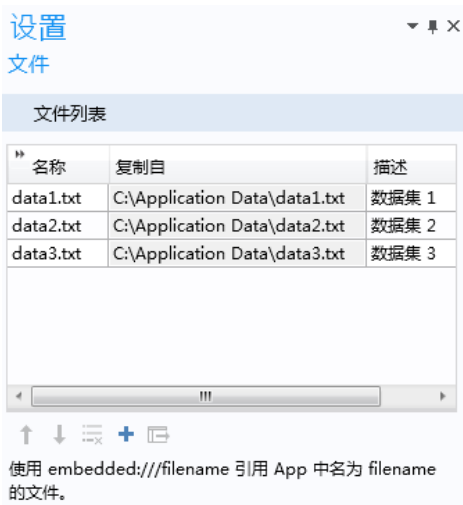 设置
文件
文件列表
名称 复制自 描述
data1.txt C:\Application Data\data1.txt 数据集 1
data2.txt C:\Application Data\data2.txt 数据集 2
data3.txt C:\Application Data\data3.txt 数据集 3
使用 embedded:///filename 引用 App 中名为 filename
的文件。